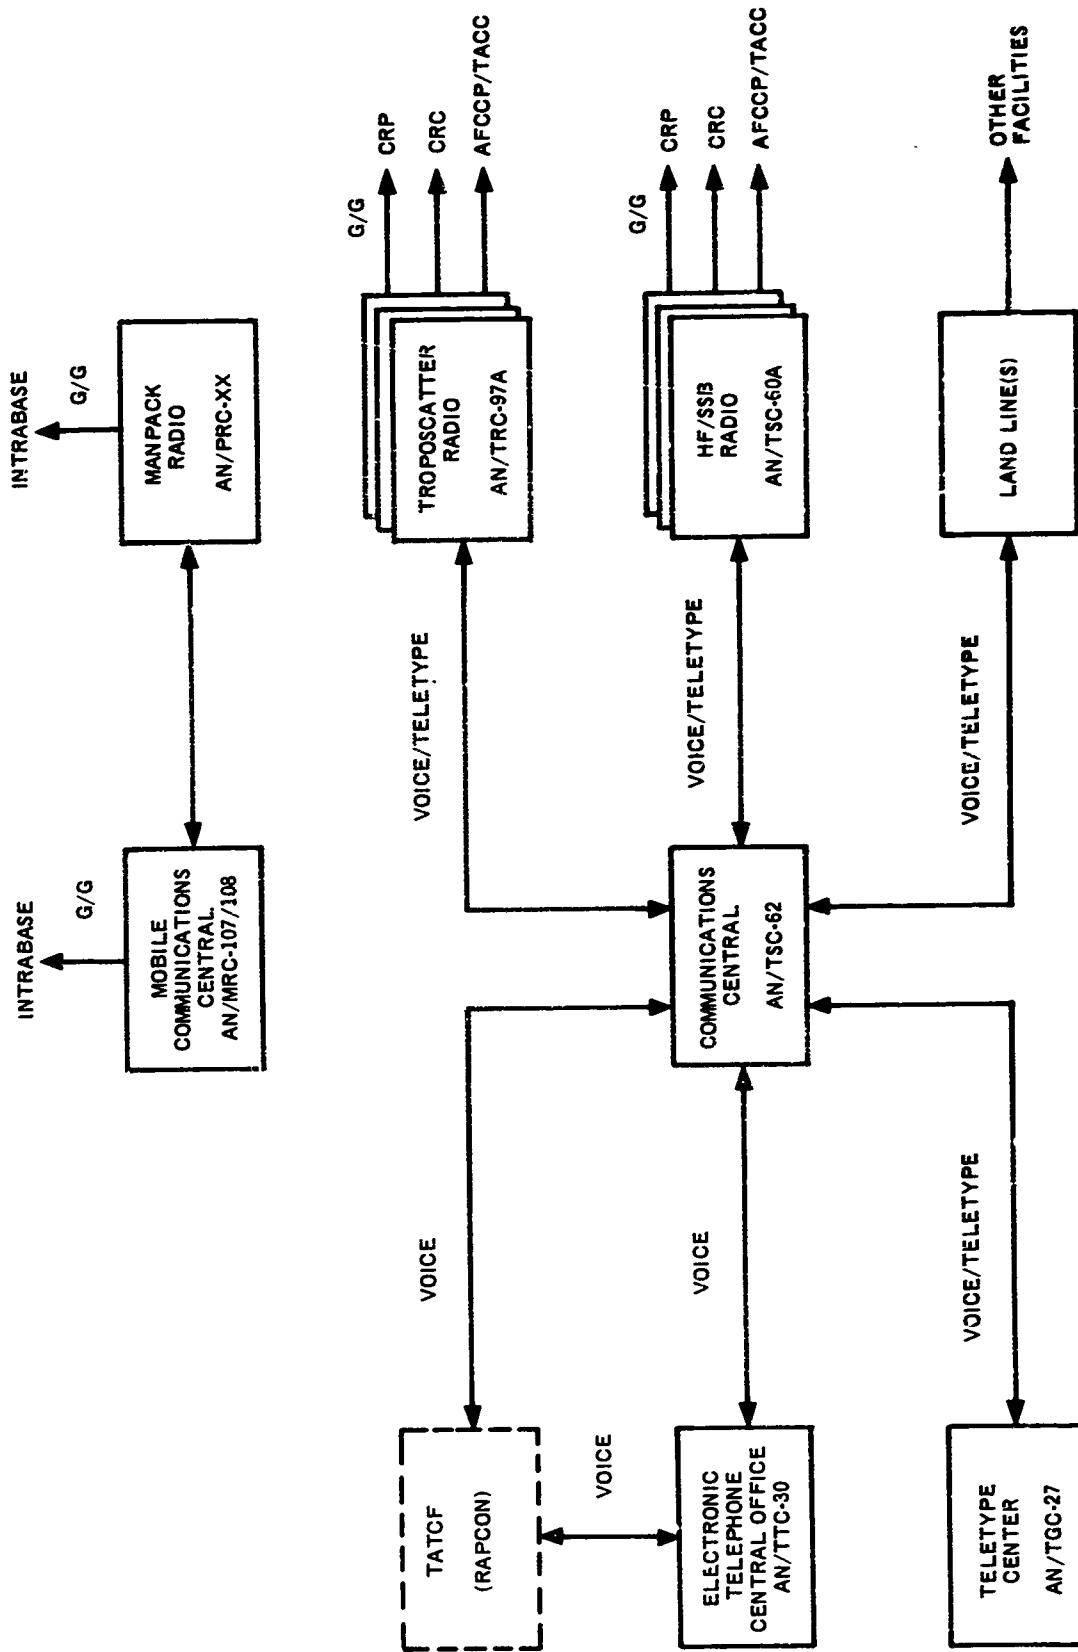 INTRABASE
G/G
MOBILE
COMMUNICATIONS
CENTRAL
AN/MRC-107/108
INTRABASE
G/G
MANPACK
RADIO
AN/PRC-XX
TATCF
(RAPCON)
VOICE
VOICE/TELETYPE
TROPOSCATTER
RADIO
AN/TRC-97A
G/G
CRP
CRC
AFCCP/TACC
VOICE
ELECTRONIC
TELEPHONE
CENTRAL OFFICE
AN/TTC-30
VOICE
COMMUNICATIONS
CENTRAL
AN/TSC-62
VOICE/TELETYPE
HF/SSB
RADIO
AN/TSC-60A
G/G
CRP
CRC
AFCCP/TACC
TELETYPE
CENTER
AN/TGC-27
VOICE/TELETYPE
VOICE/TELETYPE
LAND LINE(S)
OTHER
FACILITIES